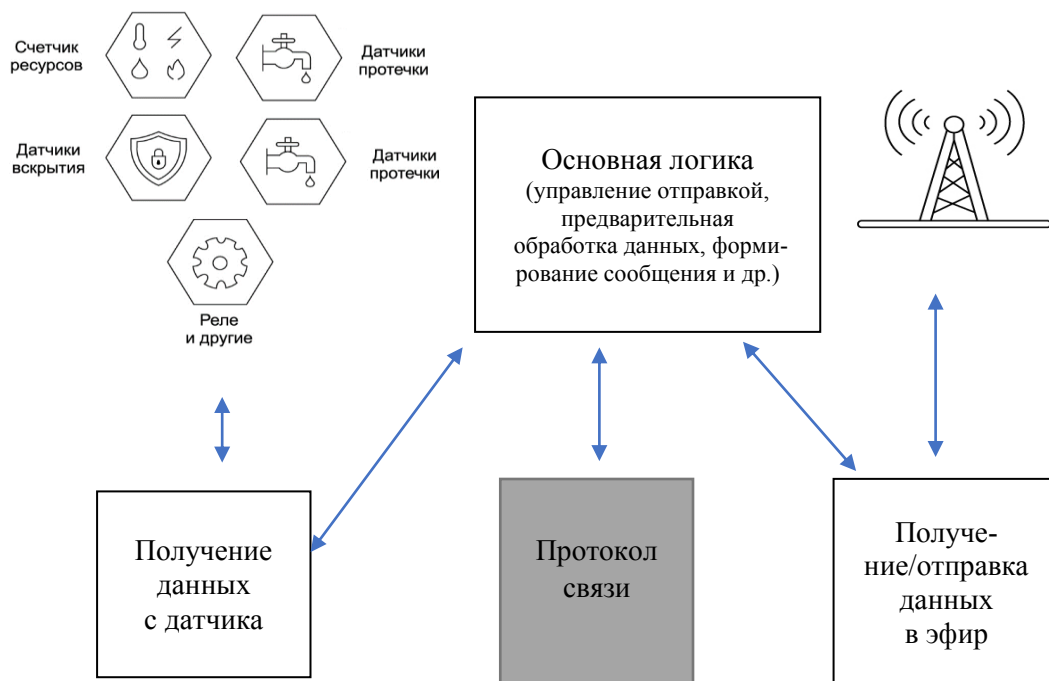 Счетчик
ресурсов
Датчики
протечки
Датчики
вскрытия
Датчики
протечки
Реле
и другие
Основная логика
(управление отправкой,
предварительная
обработка данных, форми-
рование сообщения и др.)
Получение
данных
с датчика
Протокол
связи
Получе-
ние/отправка
данных
в эфир